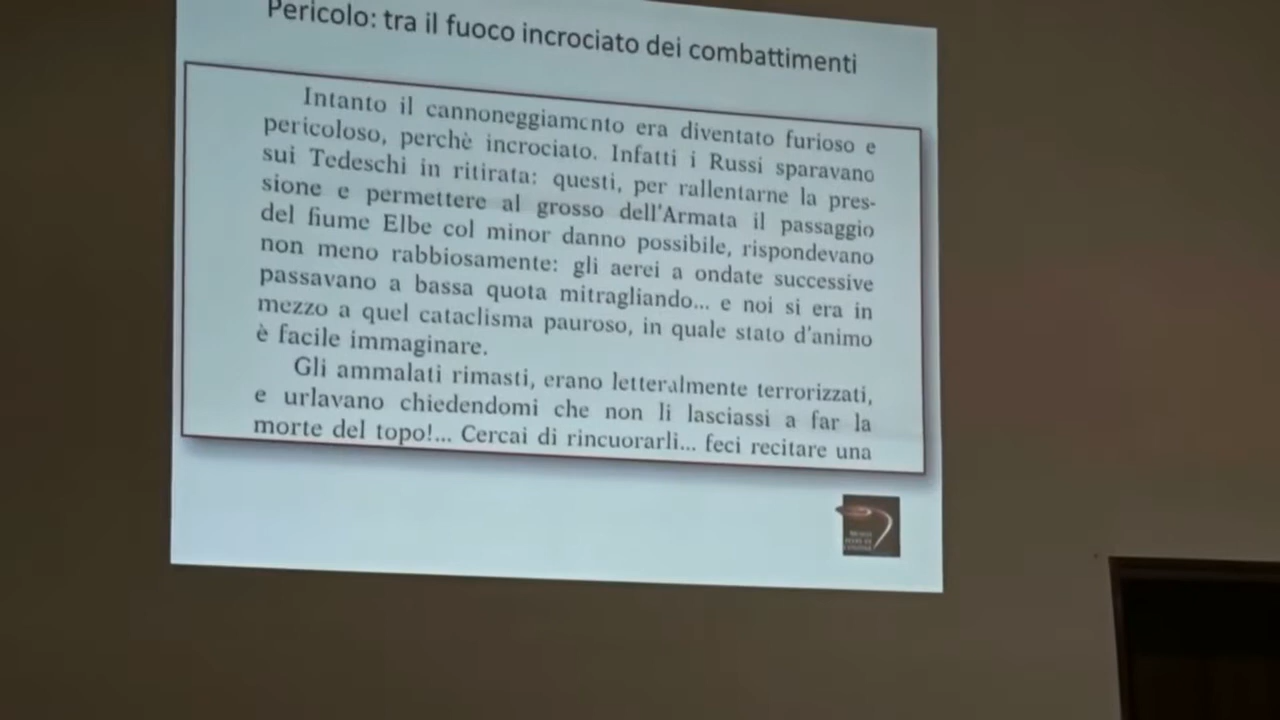 Pericolo: tra il fuoco incrociato dei combattimenti
Intanto il cannoneggiamento era diventato furioso e
pericoloso, perchè incrociato. Infatti i Russi sparavano
sui Tedeschi in ritirata: questi, per rallentarne la pres-
sione e permettere al grosso dell'Armata il passaggio
del fiume Elbe col minor danno possibile, rispondevano
non meno rabbiosamente: gli aerei a ondate successive
passavano a bassa quota mitragliando... e noi si era in
mezzo a quel cataclisma pauroso, in quale stato d'animo
è facile immaginare.
Gli ammalati rimasti, erano letteralmente terrorizzati,
e urlavano chiedendomi che non li lasciassi a far la
morte del topo!... Cercai di rincuorarli... feci recitare una